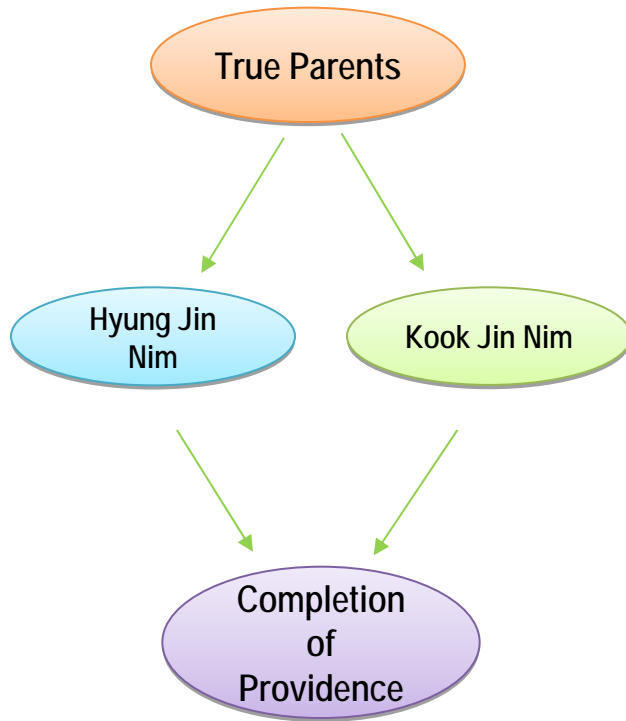 True Parents
Hyung Jin
Nim
Kook Jin Nim
Completion
of
Providence